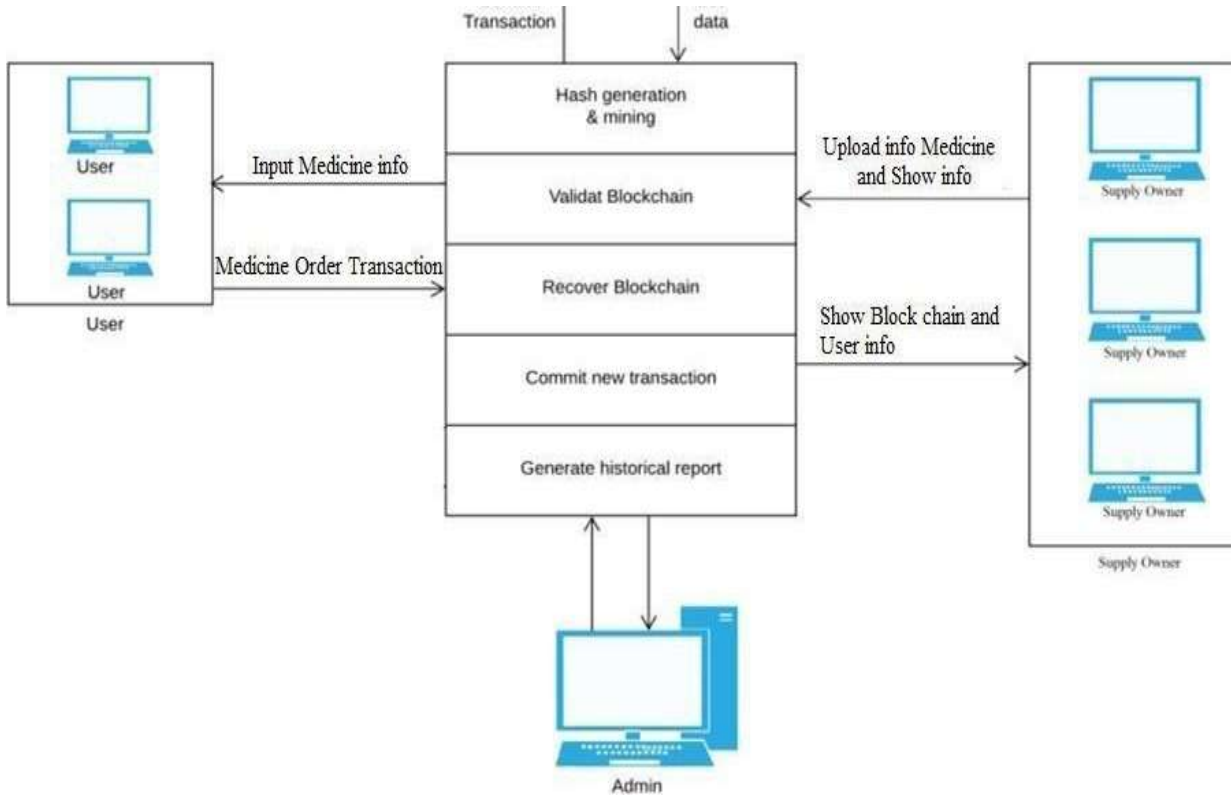 Transaction
data
Hash generation
& mining
User
Input Medicine info
Validat Blockchain
Upload info Medicine
and Show info
Supply Owner
User
User
Medicine Order Transaction
Recover Blockchain
Show Block chain and
User info
Supply Owner
Commit new transaction
Generate historical report
Supply Owner
Supply Owner
Admin